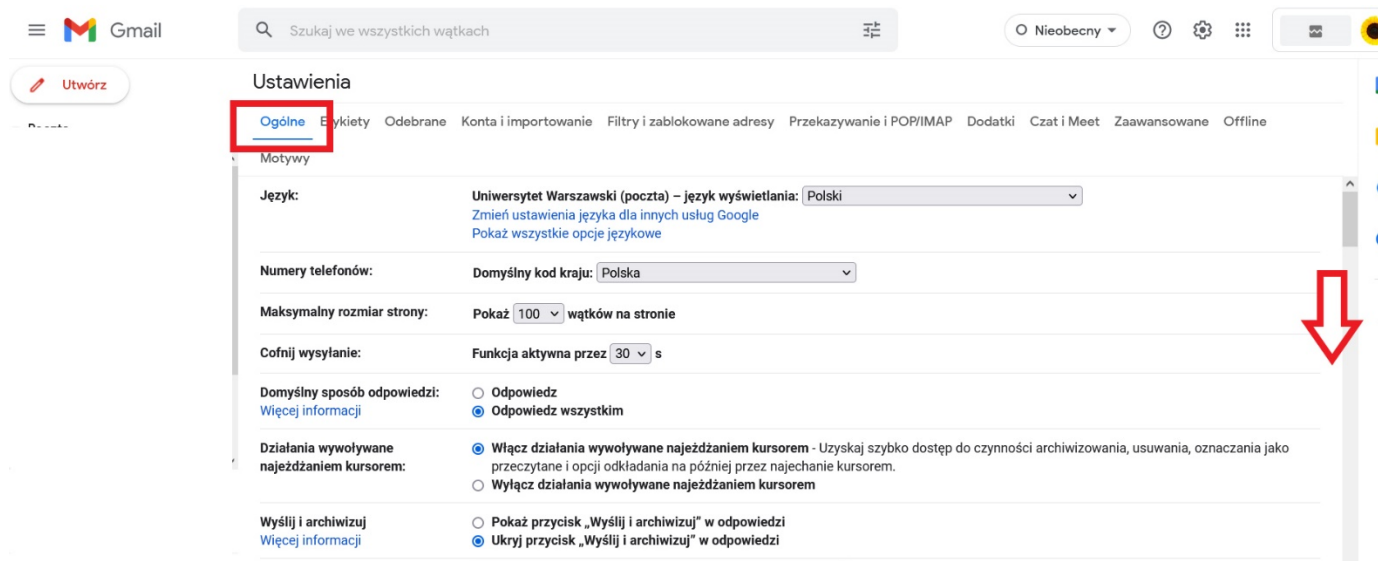 Gmail
Szukaj we wszystkich wątkach
Nieobecny
Utwórz
Ustawienia
Ogólne Etykiety Odebrane Konta i importowanie Filtry i zablokowane adresy Przekazywanie i POP/IMAP Dodatki Czat i Meet Zaawansowane Offline
Motywy
Język: Uniwersytet Warszawski (poczta) – język wyświetlania: Polski
Zmień ustawienia języka dla innych usług Google
Pokaż wszystkie opcje językowe
Numery telefonów: Domyślny kod kraju: Polska
Maksymalny rozmiar strony: Pokaż 100 wątków na stronie
Cofnij wysyłanie: Funkcja aktywna przez 30 s
Domyślny sposób odpowiedzi: Odpowiedz
Więcej informacji Odpowiedz wszystkim
Działania wywoływane Włącz działania wywoływane najeżdżaniem kursorem - Uzyskaj szybko dostęp do czynności archiwizowania, usuwania, oznaczania jako
najeżdżaniem kursorem: przeczytane i opcji odkładania na później przez najechanie kursorem.
Wyłącz działania wywoływane najeżdżaniem kursorem
Wyślij i archiwizuj Pokaż przycisk „Wyślij i archiwizuj” w odpowiedzi
Więcej informacji Ukryj przycisk „Wyślij i archiwizuj” w odpowiedzi